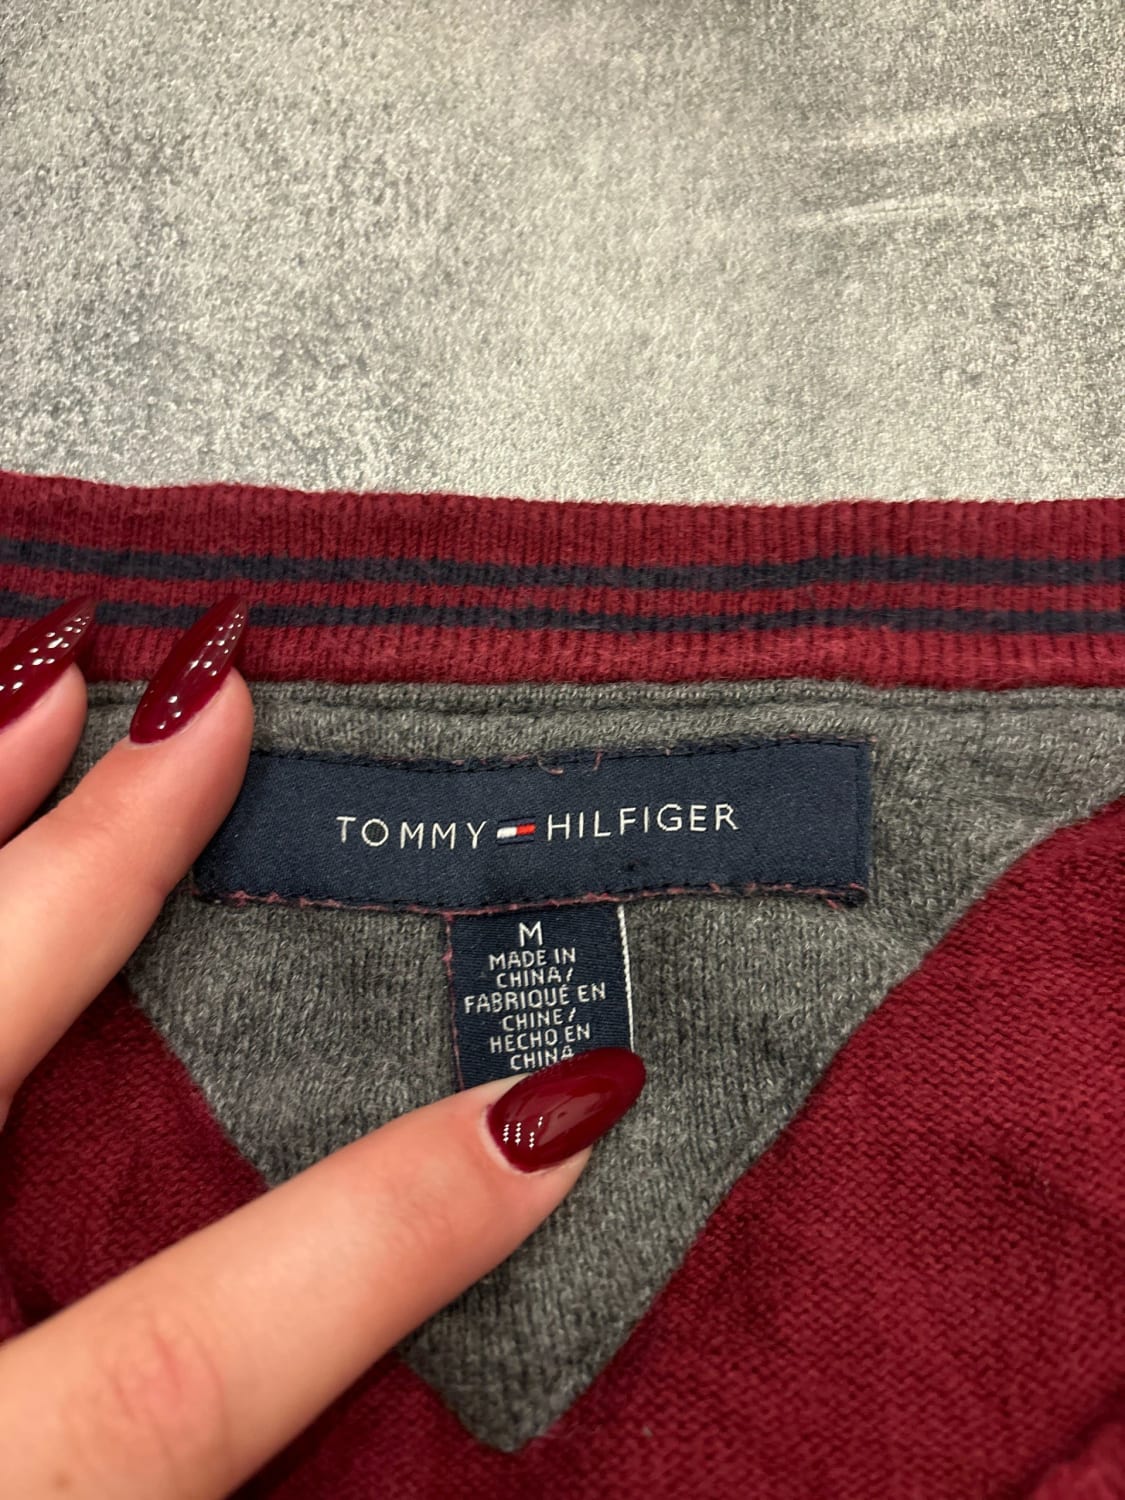 TOMMY HILFIGER
M
MADE IN
CHINA/
FABRIQUÉ EN
CHINE/
HECHO EN
CHINA